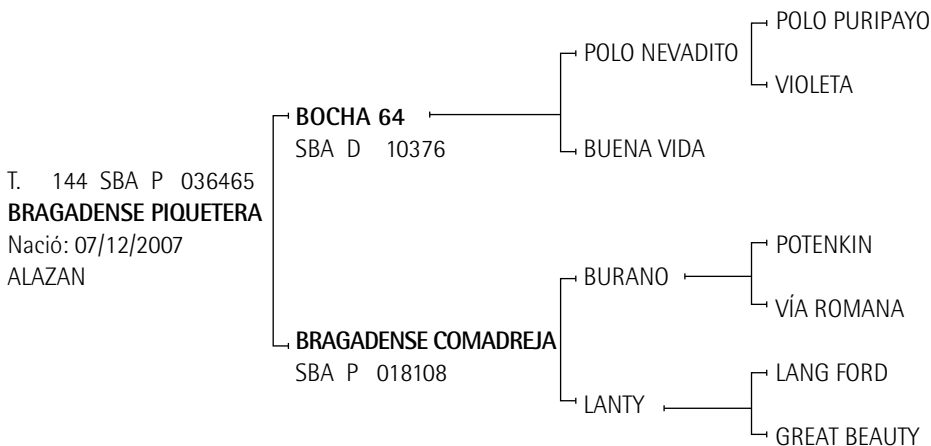 T. 144 SBA P 036465
BRAGADENSE PIQUETERA
Nació: 07/12/2007
ALAZAN
BOCHA 64
SBA D 10376
BRAGADENSE COMADREJA
SBA P 018108
POLO NEVADITO
BUENA VIDA
BURANO
LANTY
POLO PURIPAYO
VIOLETA
POTENKIN
VÍA ROMANA
LANG FORD
GREAT BEAUTY